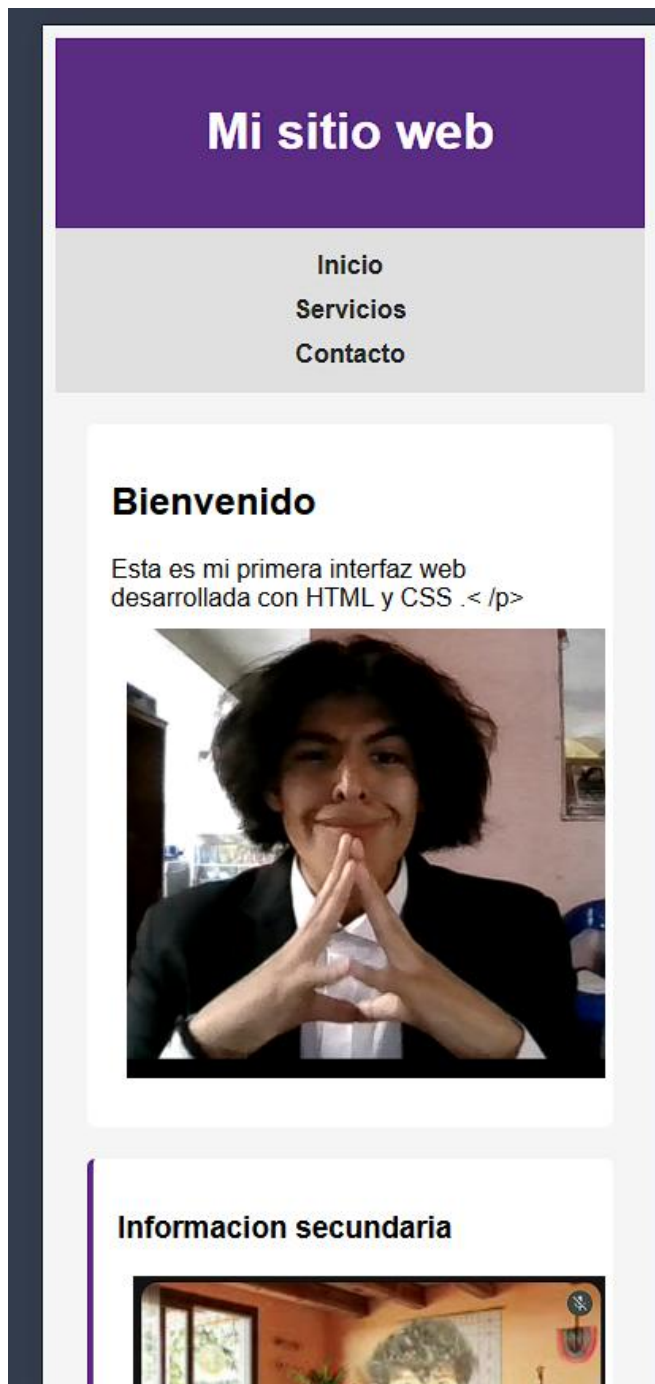 Mi sitio web
Inicio
Servicios
Contacto
Bienvenido
Esta es mi primera interfaz web
desarrollada con HTML y CSS .< /p>
Informacion secundaria